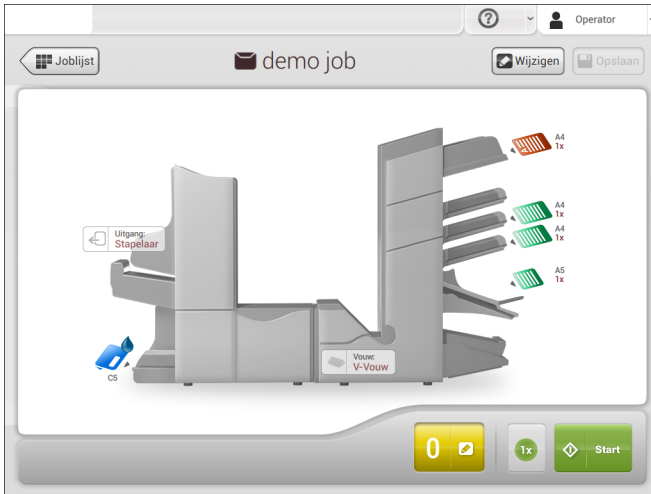 ?
Operator
Joblijst
demo job
Wijzigen
Opslaan
A4
1x
Uitgang:
Stapelaar
A4
1x
A4
1x
A5
1x
Vouw:
V-Vouw
C5
0
1x
Start